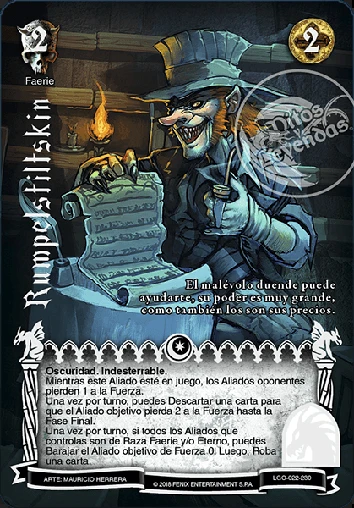 2
2
Faerie
Mitos y
Leyendas
Rumpelstiltskin
El malévolo duende puede
ayudarte, su poder es muy grande,
como también los son sus precios.
Oscuridad. Indesterrable.
Mientras éste Aliado esté en juego, los Aliados oponentes
pierden 1 a la Fuerza.
Una vez por turno, puedes Descartar una carta para
que el Aliado objetivo pierda 2 a la Fuerza hasta la
Fase Final.
Una vez por turno, si todos los Aliados que
controlas son de Raza Faerie y/o Eterno, puedes
Barajar el Aliado objetivo de Fuerza 0. Luego, Roba
una carta.
ARTE: MAURICIO HERRERA
© 2018 FENIX ENTERTAINMENT S.P.A.